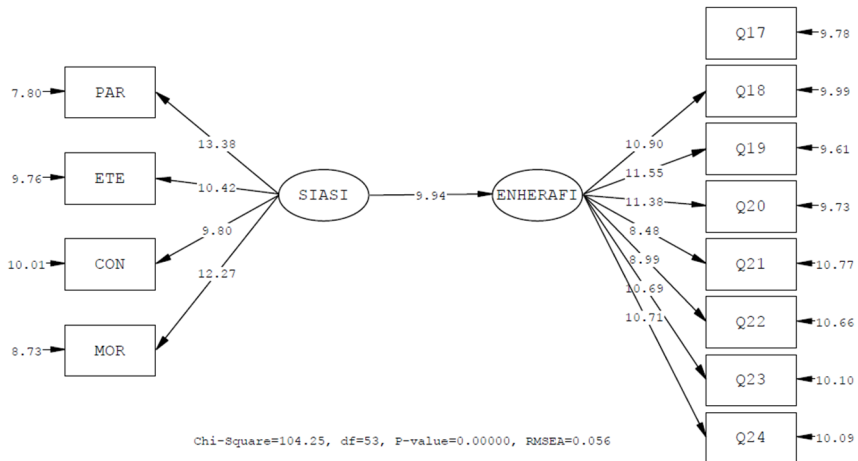 Q17
9.78
7.80
PAR
Q18
9.99
13.38
10.90
Q19
9.61
9.76
ETE
10.42
11.55
SIASI
9.94
ENHERAFI
11.38
Q20
9.73
9.80
8.48
10.01
CON
8.99
Q21
10.77
12.27
10.69
10.71
Q22
10.66
8.73
MOR
Q23
10.10
Chi-Square=104.25, df=53, P-value=0.00000, RMSEA=0.056
Q24
10.09